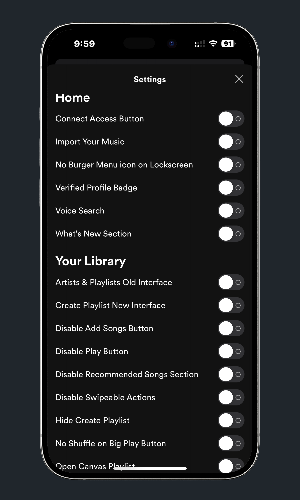 9:59
91
Settings
Home
Connect Access Button
Import Your Music
No Burger Menu icon on Lockscreen
Verified Profile Badge
Voice Search
What's New Section
Your Library
Artists & Playlists Old Interface
Create Playlist New Interface
Disable Add Songs Button
Disable Play Button
Disable Recommended Songs Section
Disable Swipeable Actions
Hide Create Playlist
No Shuffle on Big Play Button
Open Canvas Playlist